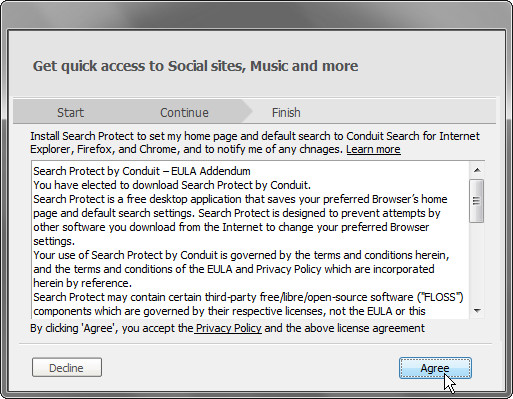 Get quick access to Social sites, Music and more
Start Continue Finish
Install Search Protect to set my home page and default search to Conduit Search for Internet
Explorer, Firefox, and Chrome, and to notify me of any chnages. Learn more
Search Protect by Conduit – EULA Addendum
You have elected to download Search Protect by Conduit.
Search Protect is a free desktop application that saves your preferred Browser's home
page and default search settings. Search Protect is designed to prevent attempts by
other software you download from the Internet to change your preferred Browser
settings.
Your use of Search Protect by Conduit is governed by the terms and conditions herein,
and the terms and conditions of the EULA and Privacy Policy which are incorporated
herein by reference.
Search Protect may contain certain third-party free/libre/open-source software ("FLOSS")
components which are governed by their respective licenses, not the EULA or this
By clicking 'Agree', you accept the Privacy Policy and the above license agreement
Decline Agree